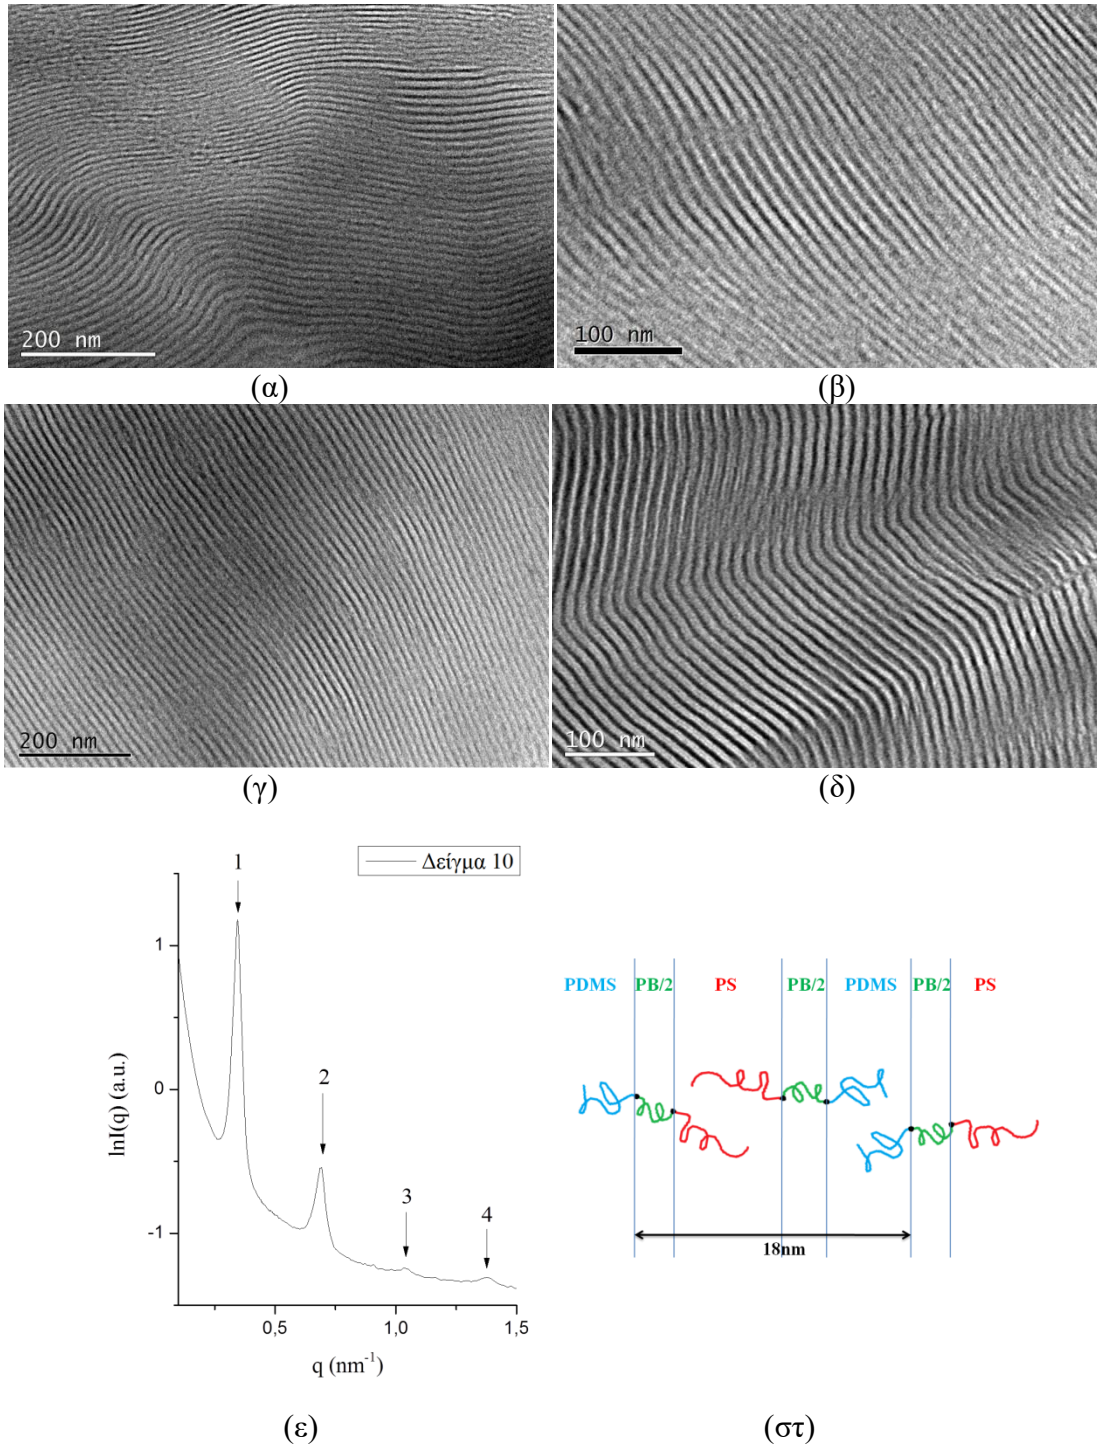 200 nm
100 nm
(α)
(β)
200 nm
100 nm
(γ)
(δ)
Δείγμα 10
1
2
3
4
1
0
-1
lnI(q) (a.u.)
0,5
1,0
1,5
q (nm⁻¹)
PDMS PB/2 PS PB/2 PDMS PB/2 PS
18nm
(ε)
(στ)